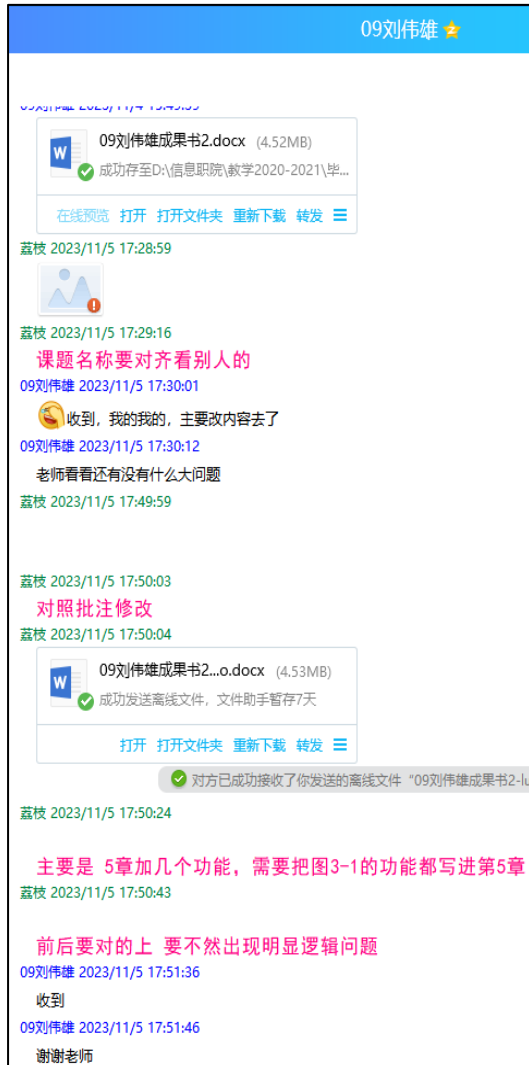 09刘伟雄
09刘伟雄 2023/11/4 15:49:59
09刘伟雄成果书2.docx (4.52MB)
成功存至D:\信息职院\教学2020-2021\毕...
在线预览 打开 打开文件夹 重新下载 转发
荔枝 2023/11/5 17:28:59
荔枝 2023/11/5 17:29:16
课题名称要对齐看别人的
09刘伟雄 2023/11/5 17:30:01
收到，我的我的，主要改内容去了
09刘伟雄 2023/11/5 17:30:12
老师看看还有没有什么大问题
荔枝 2023/11/5 17:49:59
荔枝 2023/11/5 17:50:03
对照批注修改
荔枝 2023/11/5 17:50:04
09刘伟雄成果书2...o.docx (4.53MB)
成功发送离线文件，文件助手暂存7天
打开 打开文件夹 重新下载 转发
对方已成功接收了你发送的离线文件 “09刘伟雄成果书2-lu
荔枝 2023/11/5 17:50:24
主要是 5章加几个功能，需要把图3-1的功能都写进第5章
荔枝 2023/11/5 17:50:43
前后要对的上 要不然出现明显逻辑问题
09刘伟雄 2023/11/5 17:51:36
收到
09刘伟雄 2023/11/5 17:51:46
谢谢老师